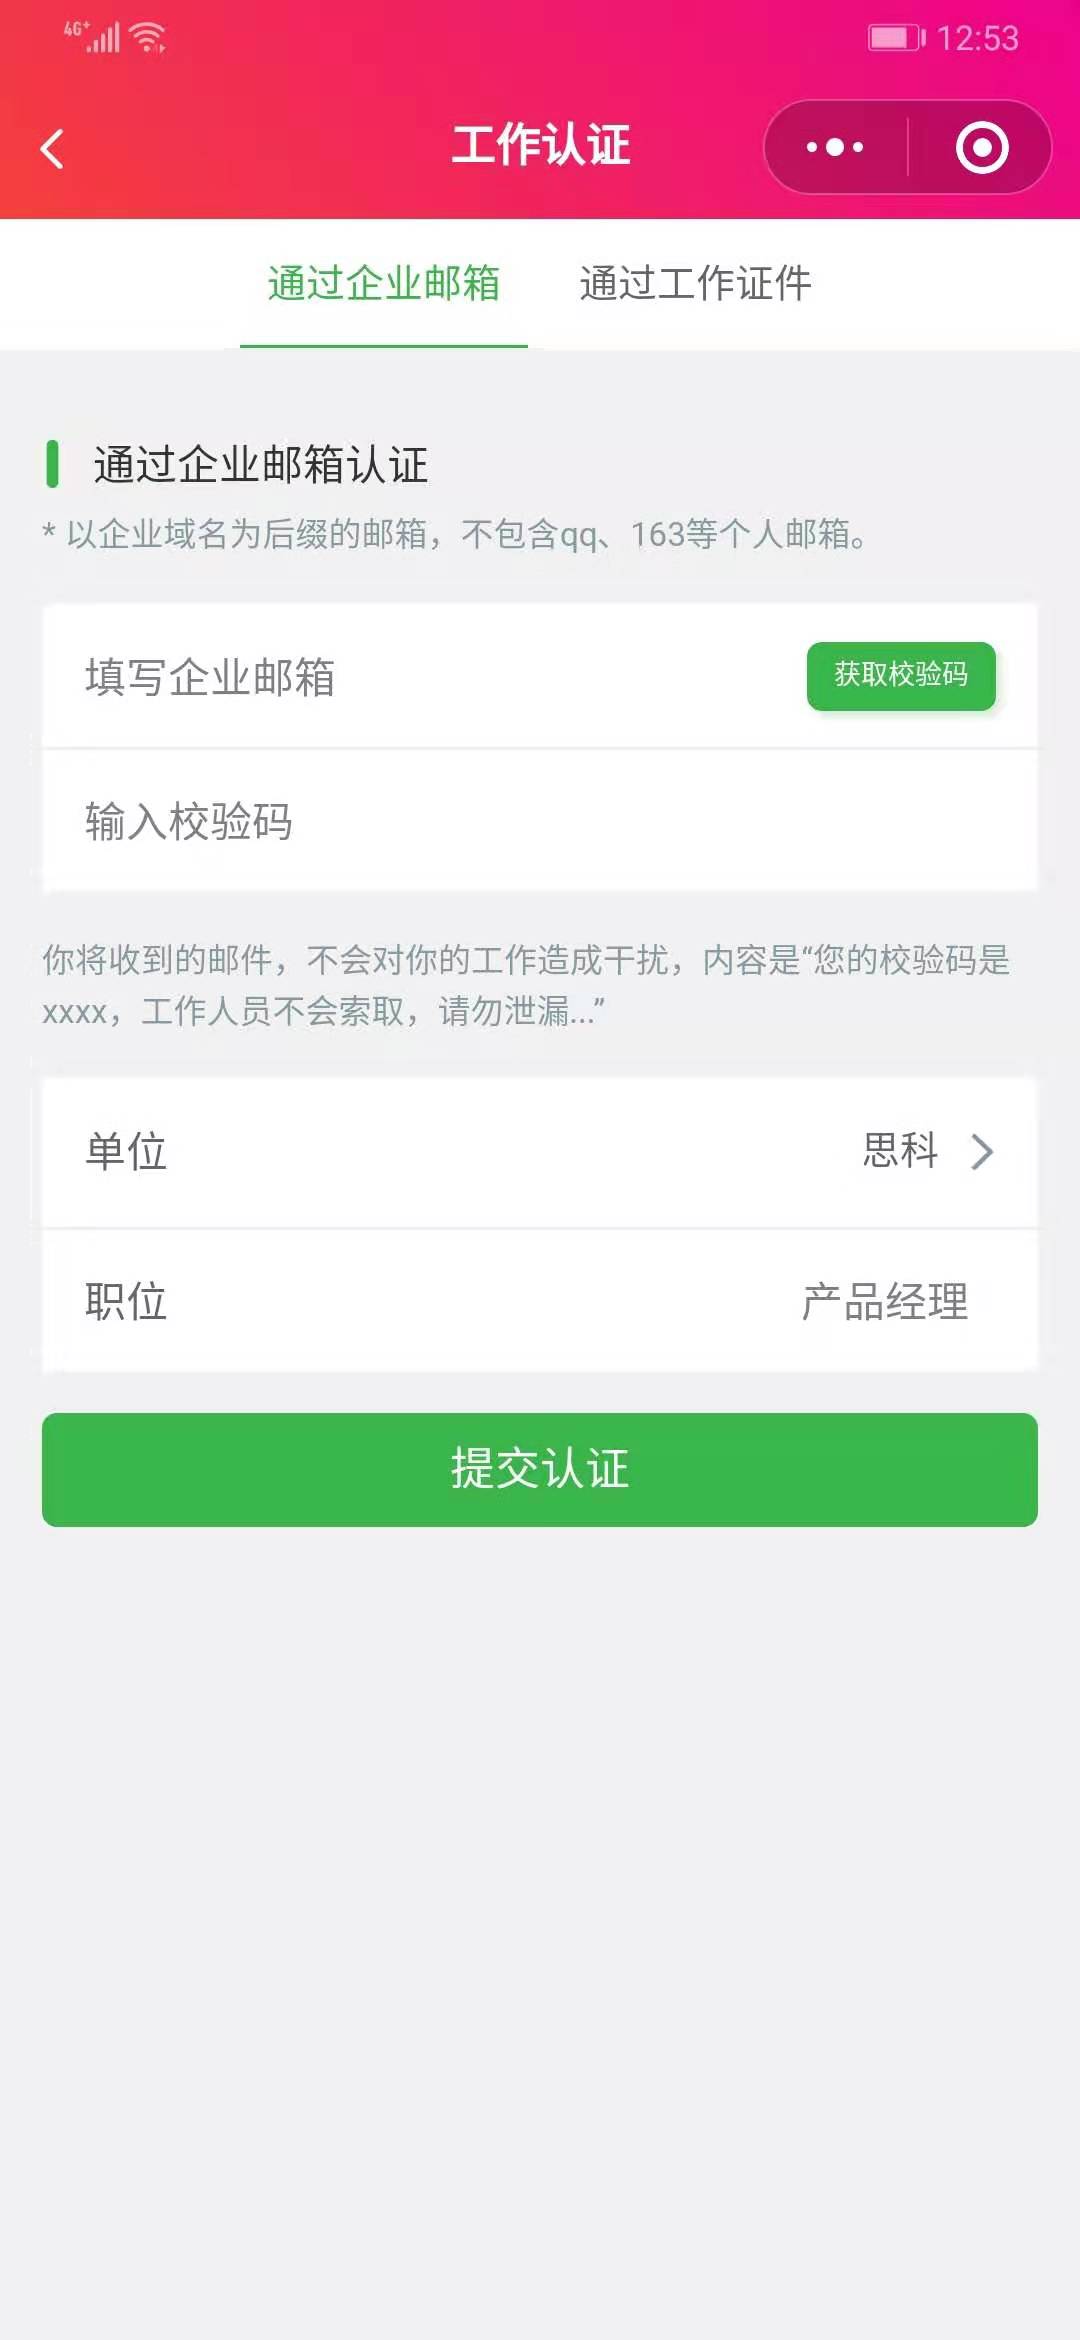 4G+
12:53
工作认证
通过企业邮箱 通过工作证件
通过企业邮箱认证
* 以企业域名为后缀的邮箱，不包含qq、163等个人邮箱。
填写企业邮箱 获取校验码
输入校验码
你将收到的邮件，不会对你的工作造成干扰，内容是“您的校验码是
xxxx，工作人员不会索取，请勿泄漏...”
单位 思科
职位 产品经理
提交认证